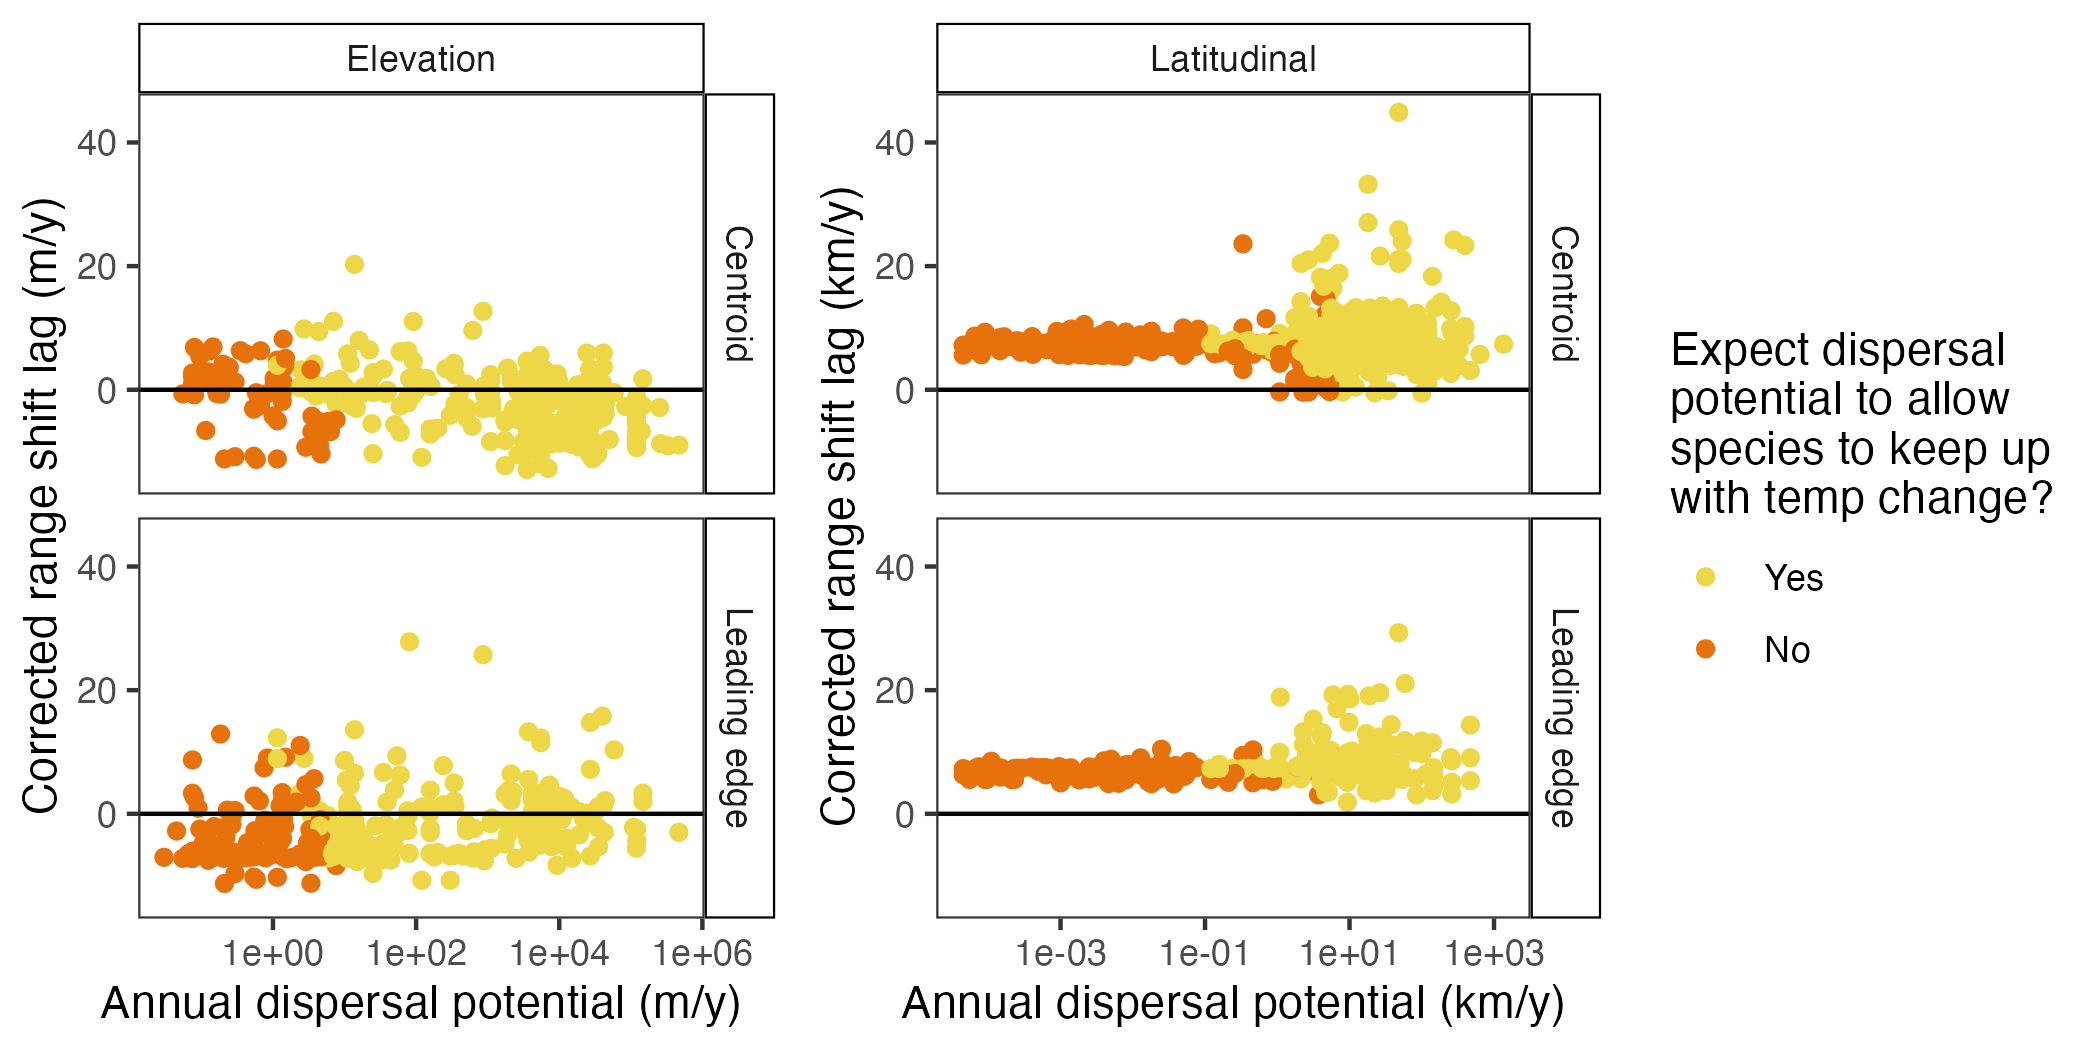 Elevation
Latitudinal
Corrected range shift lag (m/y)
40
20
0
Centroid
40
20
0
Leading edge
1e+00
1e+02
1e+04
1e+06
Annual dispersal potential (m/y)
Corrected range shift lag (km/y)
40
20
0
Centroid
40
20
0
Leading edge
1e-03
1e-01
1e+01
1e+03
Annual dispersal potential (km/y)
Expect dispersal
potential to allow
species to keep up
with temp change?
Yes
No